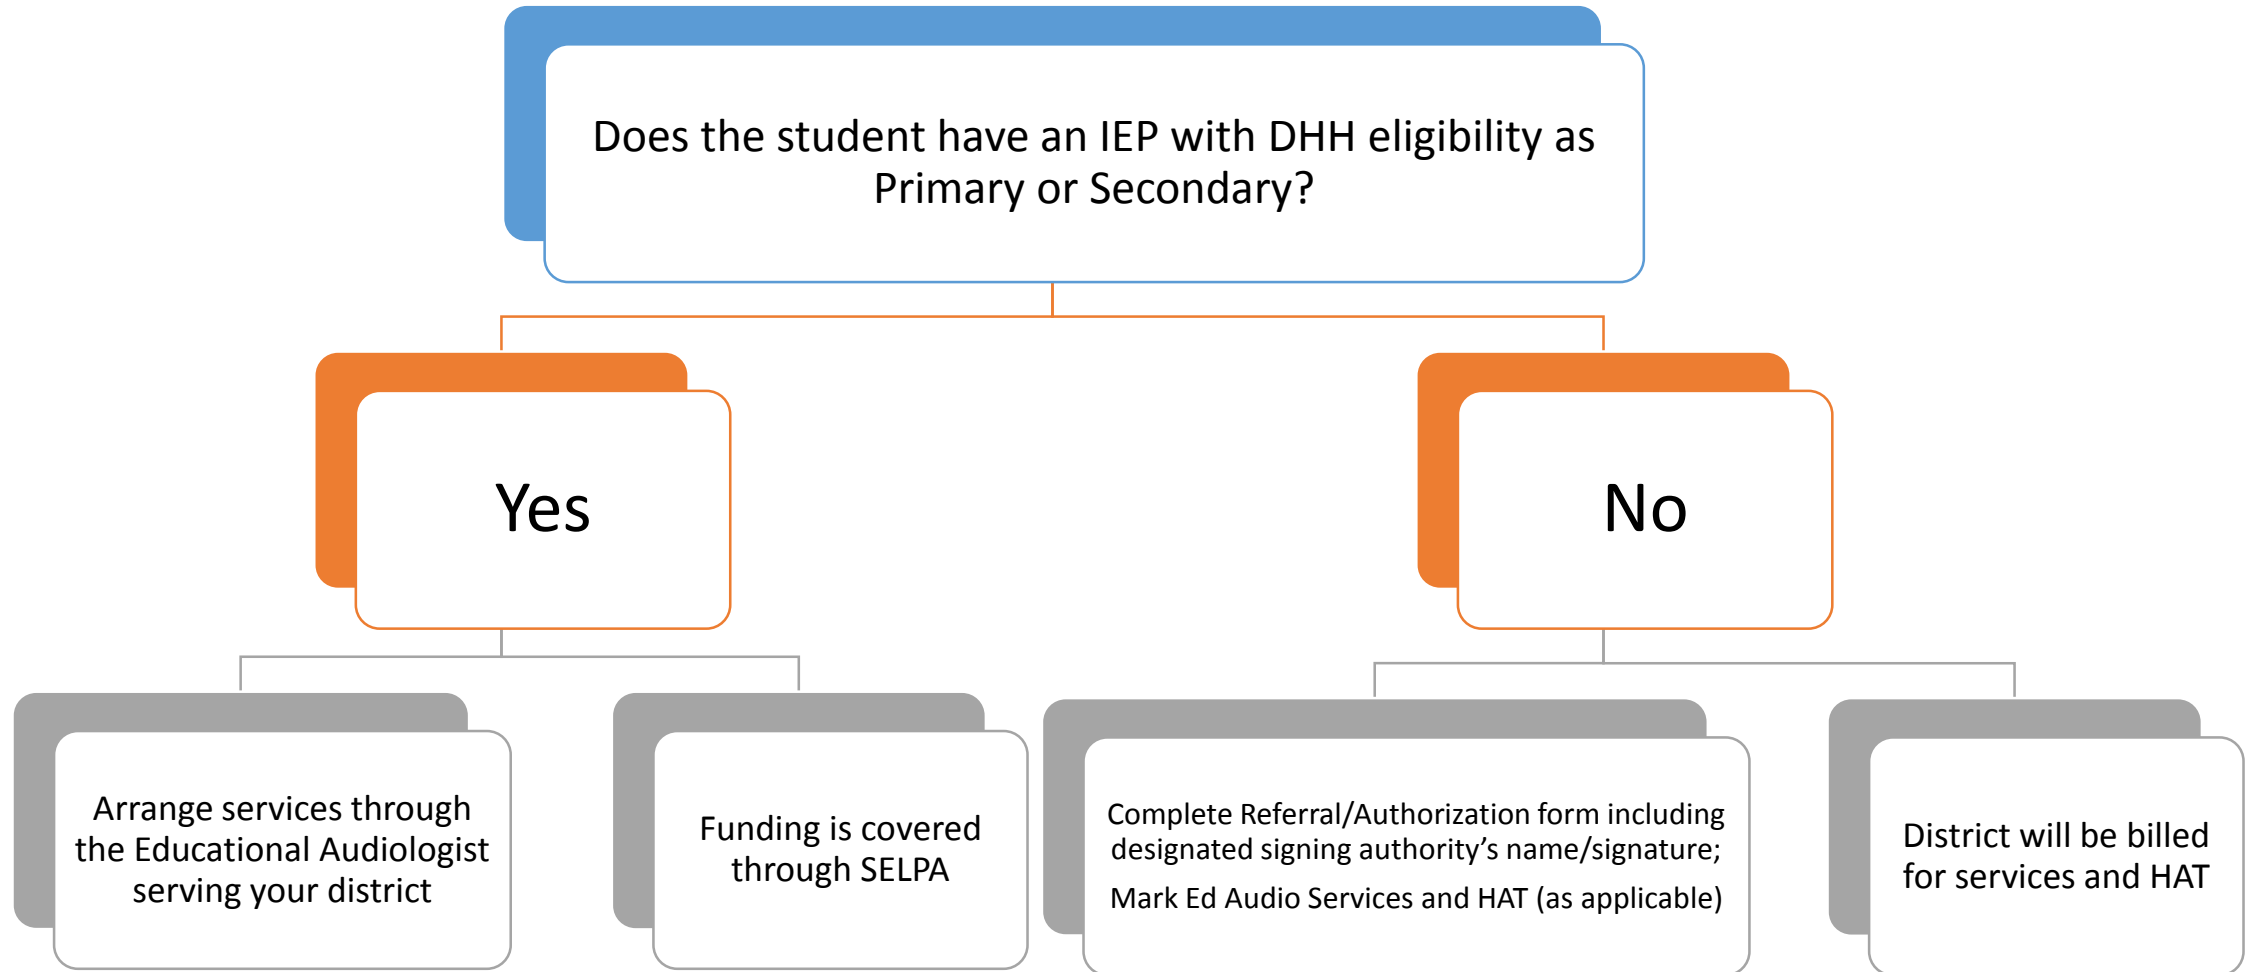 Does the student have an IEP with DHH eligibility as
Primary or Secondary?
Yes
No
Arrange services through
the Educational Audiologist
serving your district
Funding is covered
through SELPA
Complete Referral/Authorization form including
designated signing authority’s name/signature;
Mark Ed Audio Services and HAT (as applicable)
District will be billed
for services and HAT